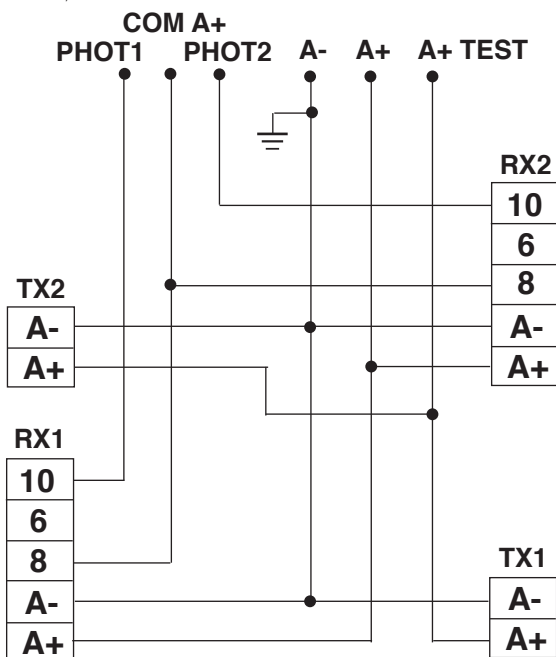 COM A+
PHOT1 PHOT2 A- A+ A+ TEST
RX2
10
6
8
A-
A+
TX2
A-
A+
RX1
10
6
8
A-
A+
TX1
A-
A+